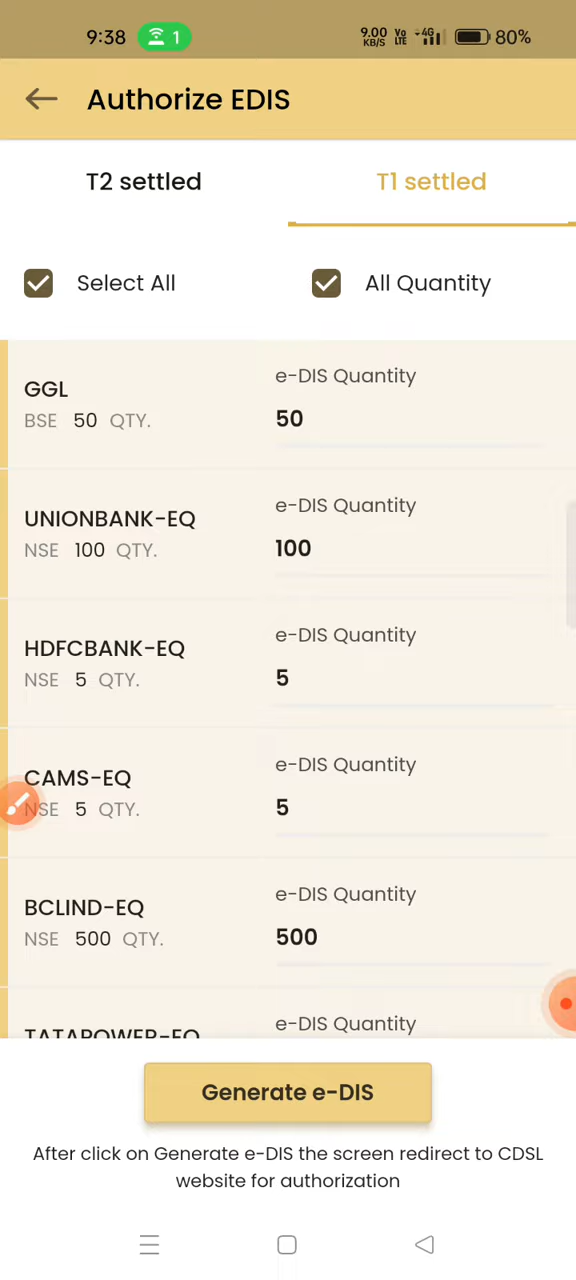 9:38 1 9.00 KB/S Vo LTE 4G 80%
Authorize EDIS
T2 settled T1 settled
Select All All Quantity
e-DIS Quantity
GGL
BSE 50 QTY. 50
e-DIS Quantity
UNIONBANK-EQ
NSE 100 QTY. 100
e-DIS Quantity
HDFCBANK-EQ
NSE 5 QTY. 5
e-DIS Quantity
CAMS-EQ
NSE 5 QTY. 5
e-DIS Quantity
BCLIND-EQ
NSE 500 QTY. 500
e-DIS Quantity
TATAPOWER-EQ
Generate e-DIS
After click on Generate e-DIS the screen redirect to CDSL
website for authorization